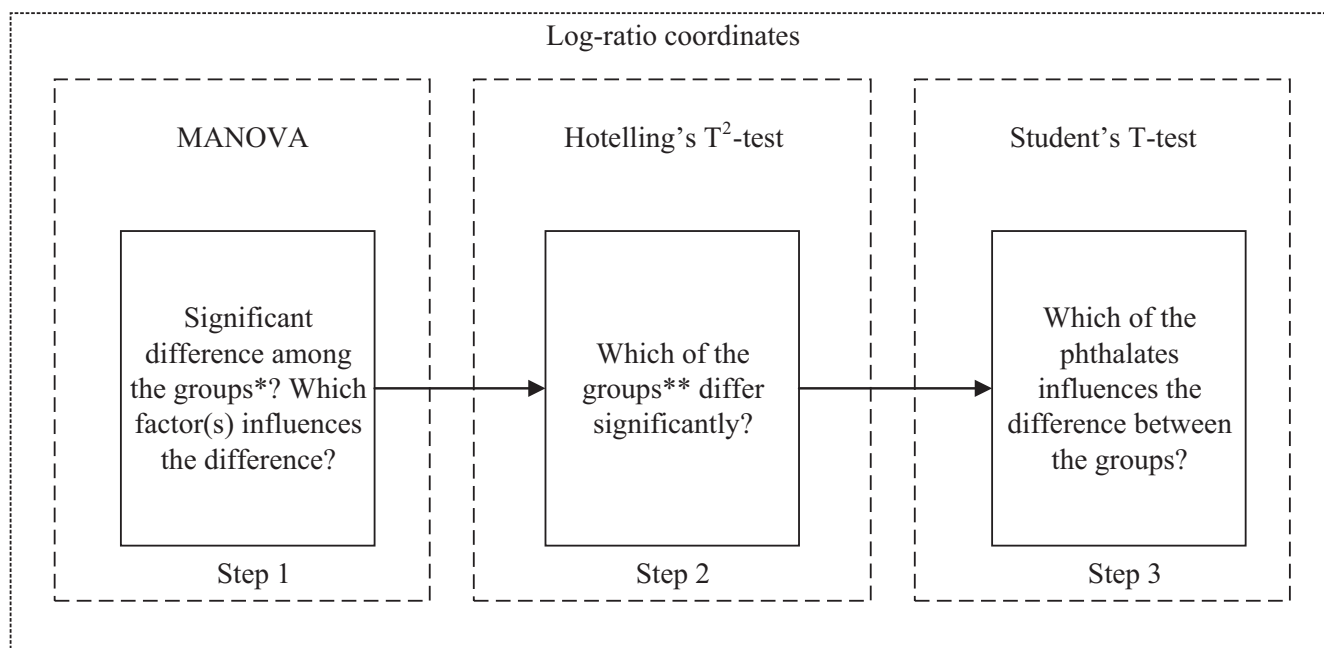 Log-ratio coordinates
MANOVA
Significant
difference among
the groups*? Which
factor(s) influences
the difference?
Step 1
Hotelling’s T²-test
Which of the
groups** differ
significantly?
Step 2
Student’s T-test
Which of the
phthalates
influences the
difference between
the groups?
Step 3